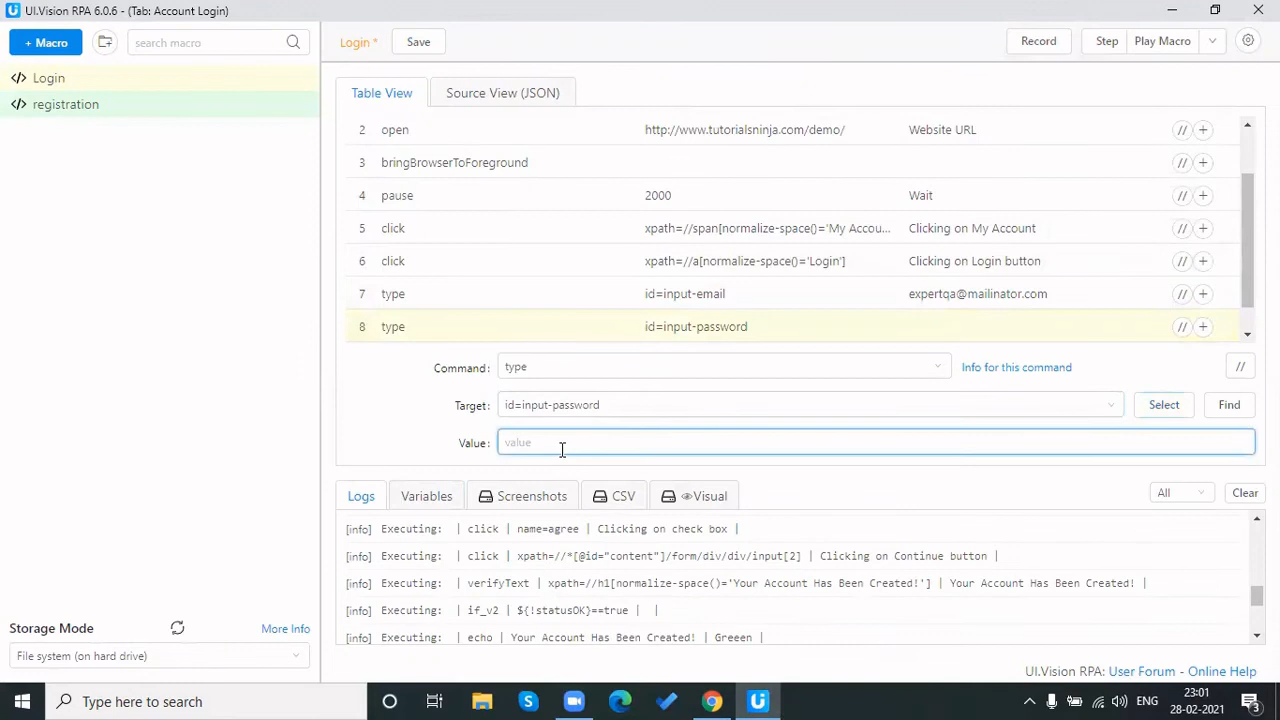 UI.Vision RPA 6.0.6 - (Tab: Account Login)
+ Macro
search macro
Login *
Save
Record
Step
Play Macro
Login
registration
Table View
Source View (JSON)
2 open http://www.tutorialsninja.com/demo/ Website URL // +
3 bringBrowserToForeground // +
4 pause 2000 Wait // +
5 click xpath=//span[normalize-space()='My Accou... Clicking on My Account // +
6 click xpath=//a[normalize-space()='Login'] Clicking on Login button // +
7 type id=input-email expertqa@mailinator.com // +
8 type id=input-password // +
Command: type Info for this command //
Target: id=input-password Select Find
Value: value
Logs Variables Screenshots CSV Visual All Clear
[info] Executing: | click | name=agree | Clicking on check box |
[info] Executing: | click | xpath=//*[@id="content"]/form/div/div/input[2] | Clicking on Continue button |
[info] Executing: | verifyText | xpath=//h1[normalize-space()='Your Account Has Been Created!'] | Your Account Has Been Created! |
[info] Executing: | if_v2 | ${!statusOK}==true | |
[info] Executing: | echo | Your Account Has Been Created! | Greeen |
Storage Mode
More Info
File system (on hard drive)
UI.Vision RPA: User Forum - Online Help
Type here to search
ENG
23:01
28-02-2021
3